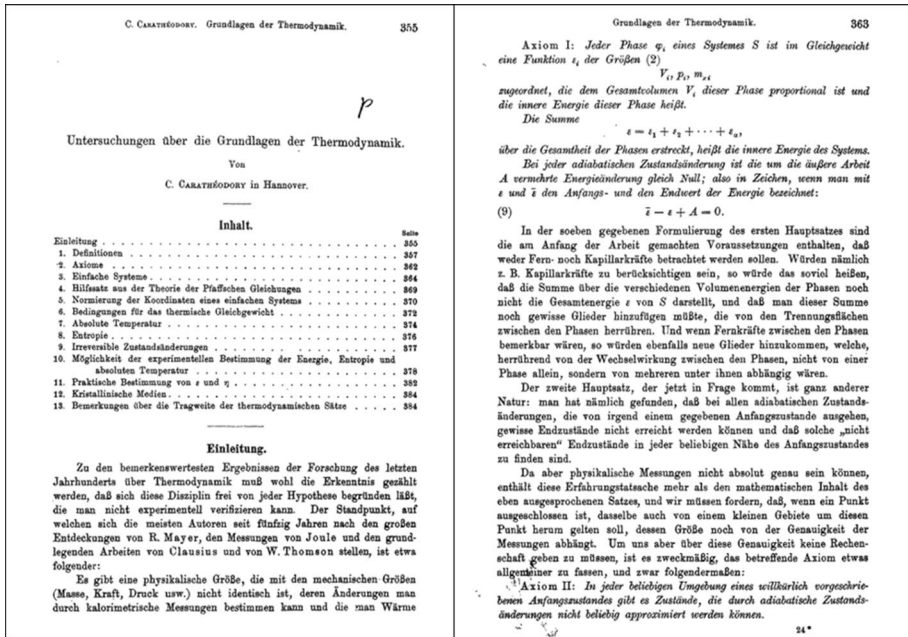 C. CARATHÉODORY. Grundlagen der Thermodynamik. 355
p
Untersuchungen über die Grundlagen der Thermodynamik.
Von
C. CARATHÉODORY in Hannover.
Inhalt.
Seite
Einleitung . . . . . . . . . . . . . . . . . . . . . . . . . . 355
1. Definitionen . . . . . . . . . . . . . . . . . . . . . . . . 357
2. Axiome . . . . . . . . . . . . . . . . . . . . . . . . . . 362
3. Einfache Systeme . . . . . . . . . . . . . . . . . . . . . . 364
4. Hilfssatz aus der Theorie der Pfaffschen Gleichungen . . . . . . . 369
5. Normierung der Koordinaten eines einfachen Systems . . . . . . . 370
6. Bedingungen für das thermische Gleichgewicht . . . . . . . . . . 372
7. Absolute Temperatur . . . . . . . . . . . . . . . . . . . . . 374
8. Entropie . . . . . . . . . . . . . . . . . . . . . . . . . . 376
9. Irreversible Zustandsänderungen . . . . . . . . . . . . . . . . 377
10. Möglichkeit der experimentellen Bestimmung der Energie, Entropie und
absoluten Temperatur . . . . . . . . . . . . . . . . . . . . 378
11. Praktische Bestimmung von ε und η . . . . . . . . . . . . . . . 382
12. Kristallinische Medien . . . . . . . . . . . . . . . . . . . . . 384
13. Bemerkungen über die Tragweite der thermodynamischen Sätze . . . . . 384
Einleitung.
Zu den bemerkenswertesten Ergebnissen der Forschung des letzten
Jahrhunderts über Thermodynamik muß wohl die Erkenntnis gezählt
werden, daß sich diese Disziplin frei von jeder Hypothese begründen läßt,
die man nicht experimentell verifizieren kann. Der Standpunkt, auf
welchen sich die meisten Autoren seit fünfzig Jahren nach den großen
Entdeckungen von R. Mayer, den Messungen von Joule und den grund-
legenden Arbeiten von Clausius und von W. Thomson stellen, ist etwa
folgender:
Es gibt eine physikalische Größe, die mit den mechanischen Größen
(Masse, Kraft, Druck usw.) nicht identisch ist, deren Änderungen man
durch kalorimetrische Messungen bestimmen kann und die man Wärme
Grundlagen der Thermodynamik. 363
Axiom I: Jeder Phase φᵢ eines Systemes S ist im Gleichgewicht
eine Funktion εᵢ der Größen (2)
Vᵢ, pᵢ, mₓᵢ
zugeordnet, die dem Gesamtvolumen Vᵢ dieser Phase proportional ist und
die innere Energie dieser Phase heißt.
Die Summe
ε = ε₁ + ε₂ + · · · + εₐ,
über die Gesamtheit der Phasen erstreckt, heißt die innere Energie des Systems.
Bei jeder adiabatischen Zustandsänderung ist die um die äußere Arbeit
A vermehrte Energieänderung gleich Null; also in Zeichen, wenn man mit
ε und ε̄ den Anfangs- und den Endwert der Energie bezeichnet:
(9) ε̄ − ε + A = 0.
In der soeben gegebenen Formulierung des ersten Hauptsatzes sind
die am Anfang der Arbeit gemachten Voraussetzungen enthalten, daß
weder Fern- noch Kapillarkräfte betrachtet werden sollen. Würden nämlich
z. B. Kapillarkräfte zu berücksichtigen sein, so würde das soviel heißen,
daß die Summe über die verschiedenen Volumenenergien der Phasen noch
nicht die Gesamtenergie ε von S darstellt, und daß man dieser Summe
noch gewisse Glieder hinzufügen müßte, die von den Trennungsflächen
zwischen den Phasen herrühren. Und wenn Fernkräfte zwischen den Phasen
bemerkbar wären, so würden ebenfalls neue Glieder hinzukommen, welche,
herrührend von der Wechselwirkung zwischen den Phasen, nicht von einer
Phase allein, sondern von mehreren unter ihnen abhängig wären.
Der zweite Hauptsatz, der jetzt in Frage kommt, ist ganz anderer
Natur: man hat nämlich gefunden, daß bei allen adiabatischen Zustands-
änderungen, die von irgend einem gegebenen Anfangszustande ausgehen,
gewisse Endzustände nicht erreicht werden können und daß solche „nicht
erreichbaren“ Endzustände in jeder beliebigen Nähe des Anfangszustandes
zu finden sind.
Da aber physikalische Messungen nicht absolut genau sein können,
enthält diese Erfahrungstatsache mehr als den mathematischen Inhalt des
eben ausgesprochenen Satzes, und wir müssen fordern, daß, wenn ein Punkt
ausgeschlossen ist, dasselbe auch von einem kleinen Gebiete um diesen
Punkt herum gelten soll, dessen Größe noch von der Genauigkeit der
Messungen abhängt. Um uns aber über diese Genauigkeit keine Rechen-
schaft geben zu müssen, ist es zweckmäßig, das betreffende Axiom etwas
allgemeiner zu fassen, und zwar folgendermaßen:
Axiom II: In jeder beliebigen Umgebung eines willkürlich vorgeschrie-
benen Anfangszustandes gibt es Zustände, die durch adiabatische Zustands-
änderungen nicht beliebig approximiert werden können.
24*